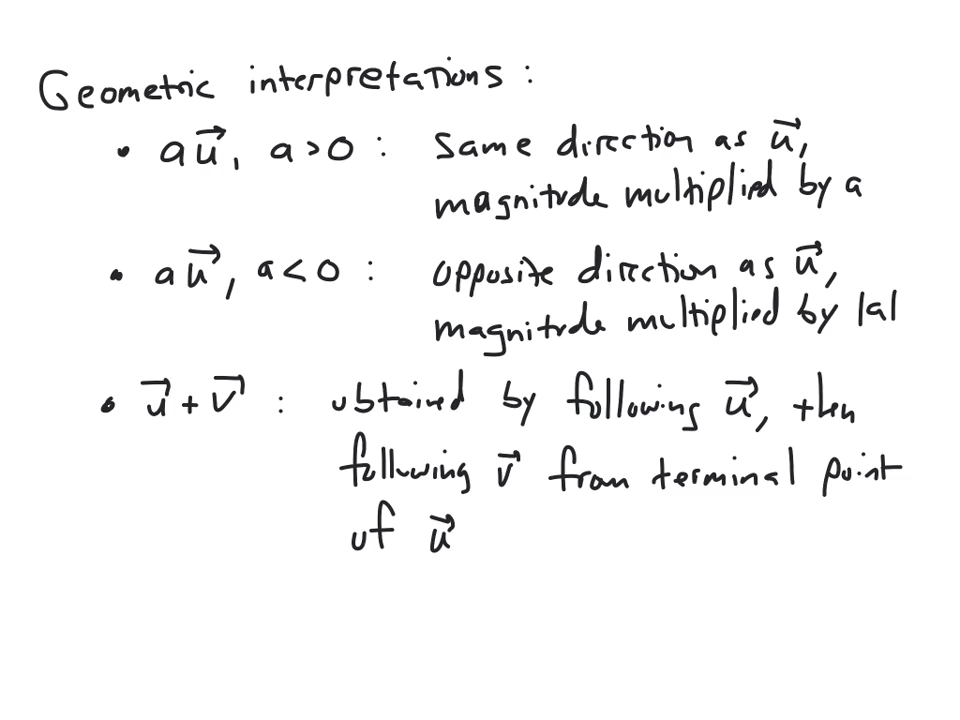 Geometric interpretations:
• a u⃗, a > 0 : same direction as u⃗,
magnitude multiplied by a
• a u⃗, a < 0 : opposite direction as u⃗,
magnitude multiplied by |a|
• u⃗ + v⃗ : obtained by following u⃗, then
following v⃗ from terminal point
of u⃗